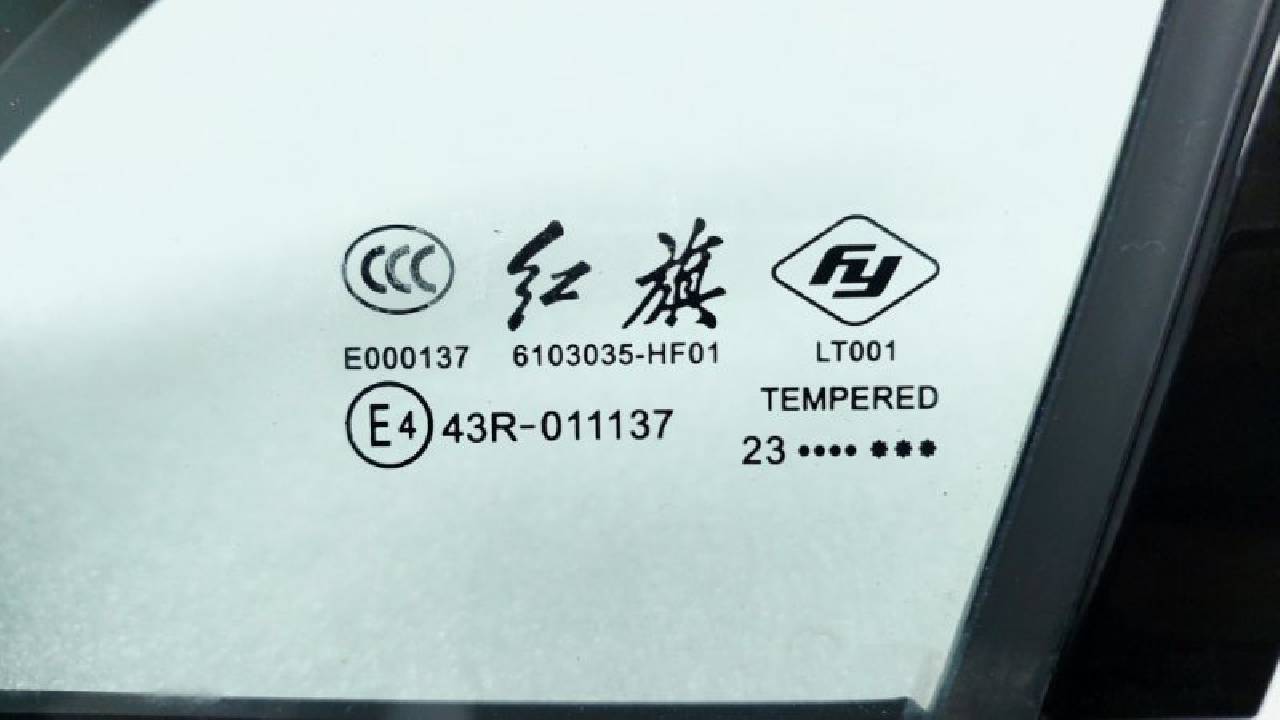 CCC 红旗 FY
E000137 6103035-HF01 LT001
TEMPERED
E4 43R-011137
23 •••• ✱✱✱